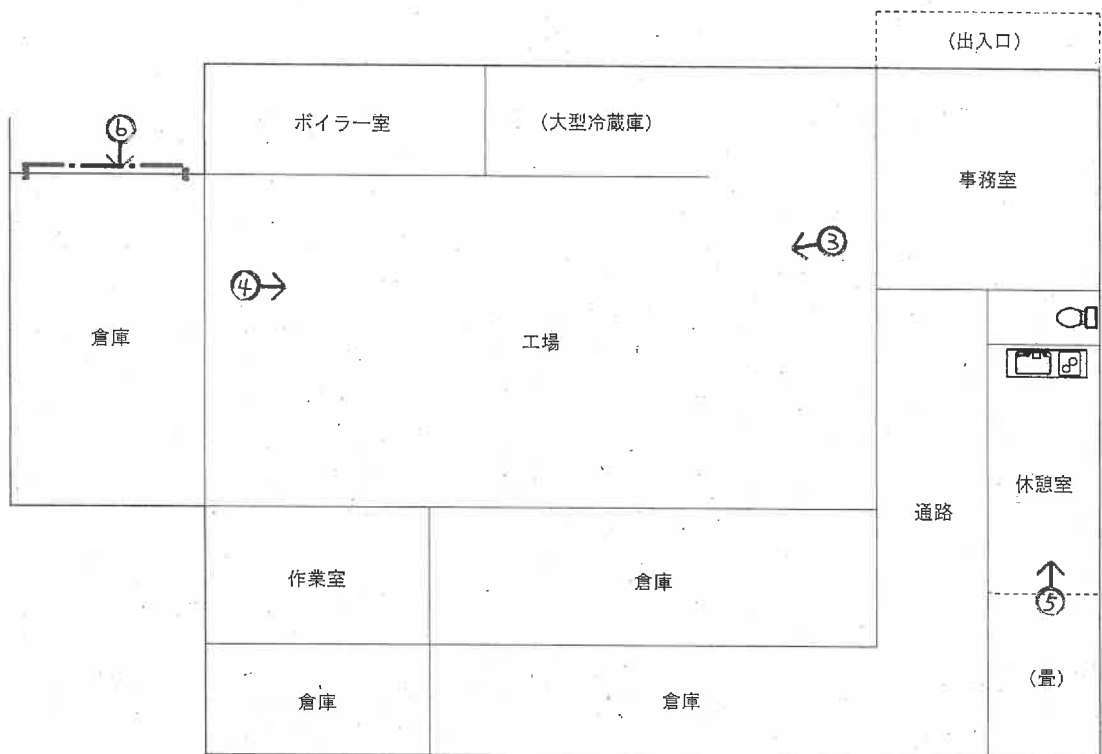 (出入口)
ボイラー室
(大型冷蔵庫)
⑥
事務室
③
④
倉庫
工場
休憩室
通路
作業室
倉庫
⑤
(畳)
倉庫
倉庫